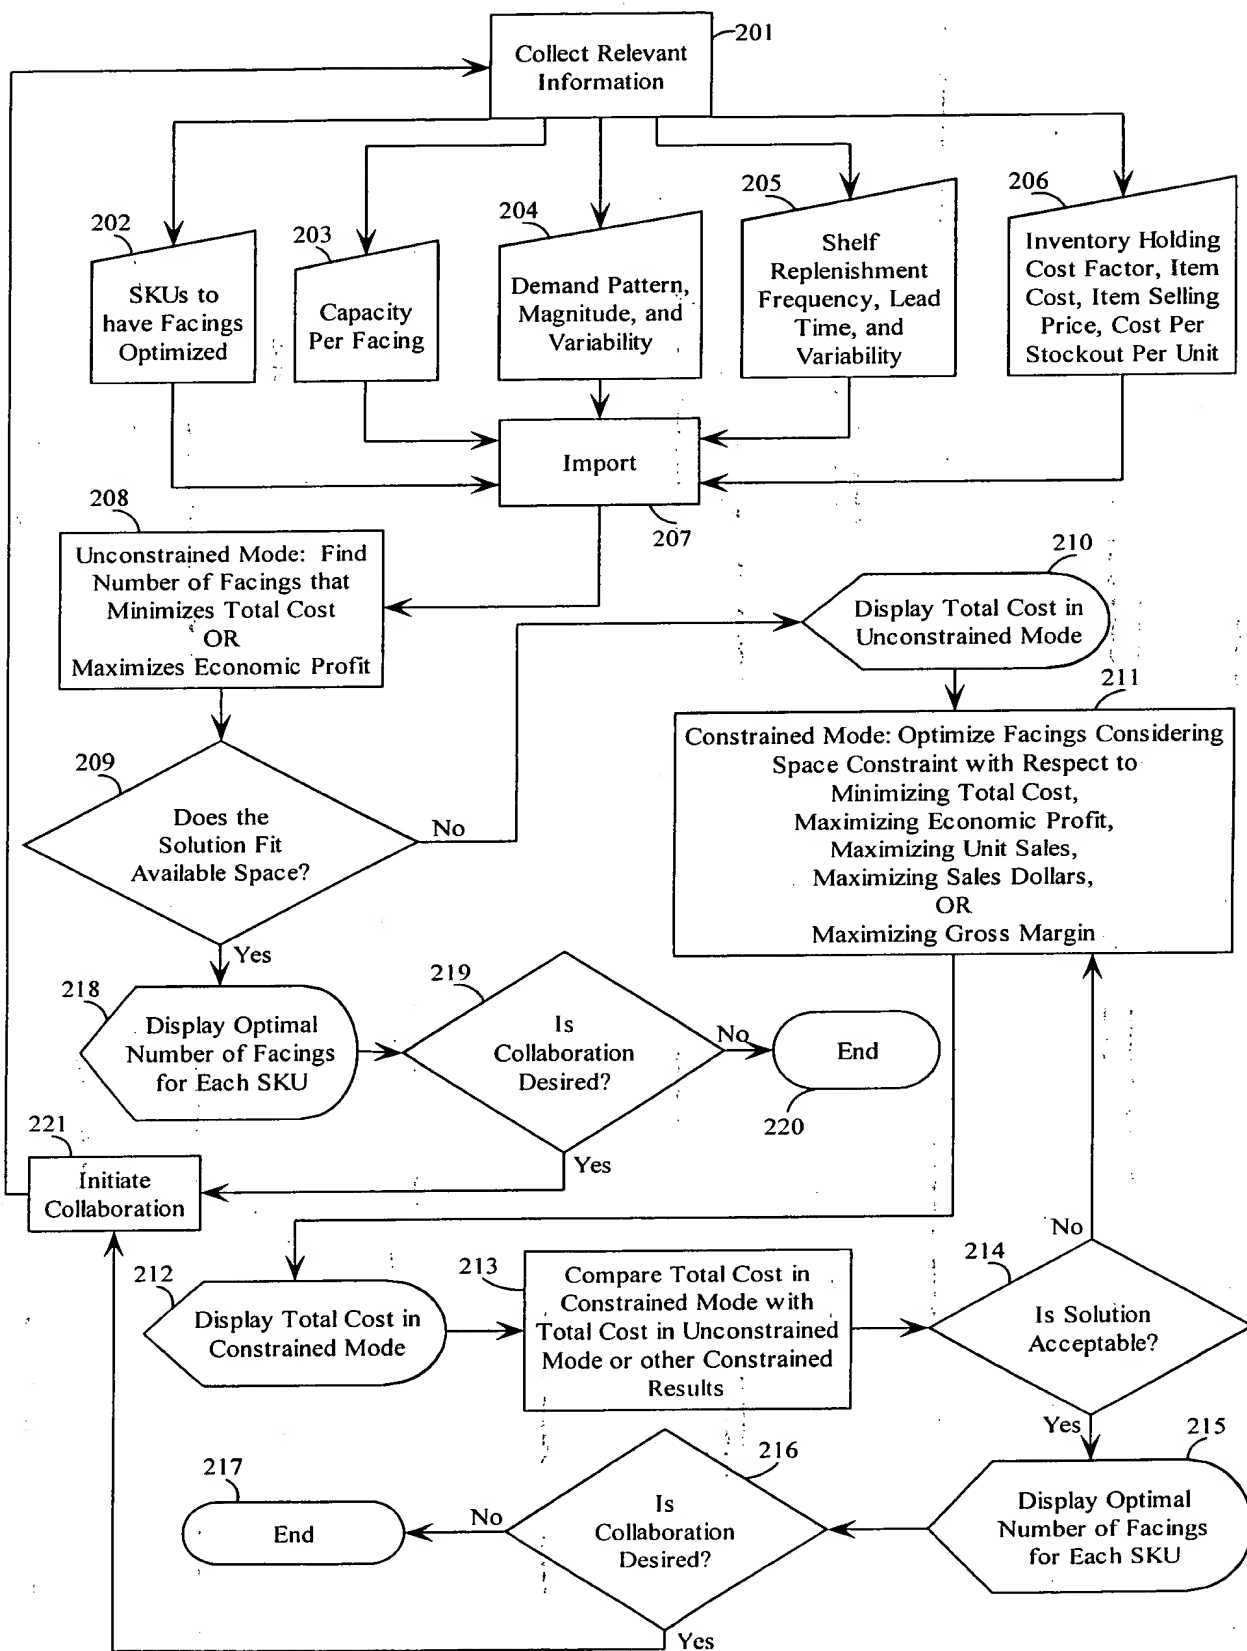 201
Collect Relevant
Information
202
SKUs to
have Facings
Optimized
203
Capacity
Per Facing
204
Demand Pattern,
Magnitude, and
Variability
205
Shelf
Replenishment
Frequency, Lead
Time, and
Variability
206
Inventory Holding
Cost Factor, Item
Cost, Item Selling
Price, Cost Per
Stockout Per Unit
Import
207
208
Unconstrained Mode: Find
Number of Facings that
Minimizes Total Cost
OR
Maximizes Economic Profit
209
Does the
Solution Fit
Available Space?
No
Yes
210
Display Total Cost in
Unconstrained Mode
211
Constrained Mode: Optimize Facings Considering
Space Constraint with Respect to
Minimizing Total Cost,
Maximizing Economic Profit,
Maximizing Unit Sales,
Maximizing Sales Dollars,
OR
Maximizing Gross Margin
218
Display Optimal
Number of Facings
for Each SKU
219
Is
Collaboration
Desired?
No
Yes
End
220
221
Initiate
Collaboration
212
Display Total Cost in
Constrained Mode
213
Compare Total Cost in
Constrained Mode with
Total Cost in Unconstrained
Mode or other Constrained
Results
214
Is Solution
Acceptable?
No
Yes
215
Display Optimal
Number of Facings
for Each SKU
216
Is
Collaboration
Desired?
No
Yes
217
End